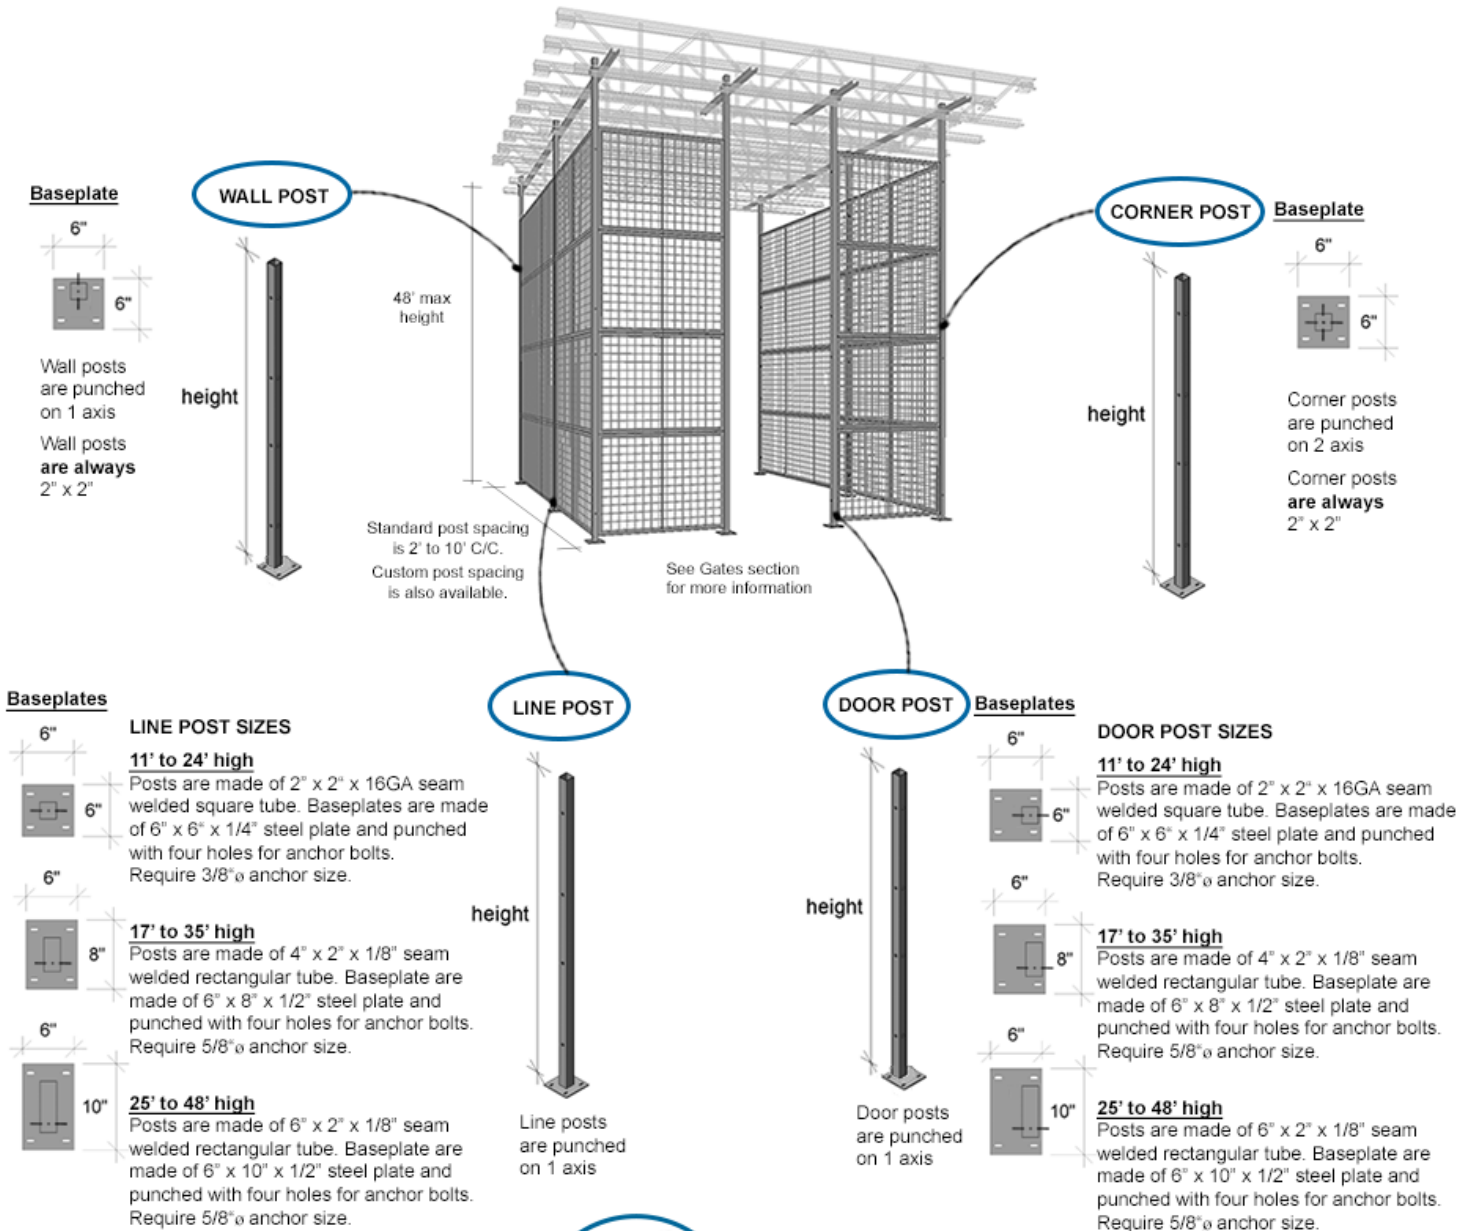 WALL POST
Baseplate
6"
6"
Wall posts
are punched
on 1 axis
Wall posts
are always
2” x 2”
height
48’ max
height
Standard post spacing
is 2’ to 10’ C/C.
Custom post spacing
is also available.
See Gates section
for more information
CORNER POST
Baseplate
6"
6"
height
Corner posts
are punched
on 2 axis
Corner posts
are always
2” x 2”
LINE POST
Baseplates
LINE POST SIZES
6"
6"
11’ to 24’ high
Posts are made of 2” x 2“ x 16GA seam
welded square tube. Baseplates are made
of 6” x 6“ x 1/4” steel plate and punched
with four holes for anchor bolts.
Require 3/8“ø anchor size.
6"
8"
17’ to 35’ high
Posts are made of 4” x 2” x 1/8” seam
welded rectangular tube. Baseplate are
made of 6” x 8” x 1/2” steel plate and
punched with four holes for anchor bolts.
Require 5/8“ø anchor size.
6"
10"
25’ to 48’ high
Posts are made of 6” x 2” x 1/8” seam
welded rectangular tube. Baseplate are
made of 6” x 10” x 1/2” steel plate and
punched with four holes for anchor bolts.
Require 5/8“ø anchor size.
height
Line posts
are punched
on 1 axis
DOOR POST
Baseplates
height
Door posts
are punched
on 1 axis
DOOR POST SIZES
6"
6"
11’ to 24’ high
Posts are made of 2” x 2“ x 16GA seam
welded square tube. Baseplates are made
of 6” x 6“ x 1/4” steel plate and punched
with four holes for anchor bolts.
Require 3/8“ø anchor size.
6"
8"
17’ to 35’ high
Posts are made of 4” x 2” x 1/8” seam
welded rectangular tube. Baseplate are
made of 6” x 8” x 1/2” steel plate and
punched with four holes for anchor bolts.
Require 5/8“ø anchor size.
6"
10"
25’ to 48’ high
Posts are made of 6” x 2” x 1/8” seam
welded rectangular tube. Baseplate are
made of 6” x 10” x 1/2” steel plate and
punched with four holes for anchor bolts.
Require 5/8“ø anchor size.